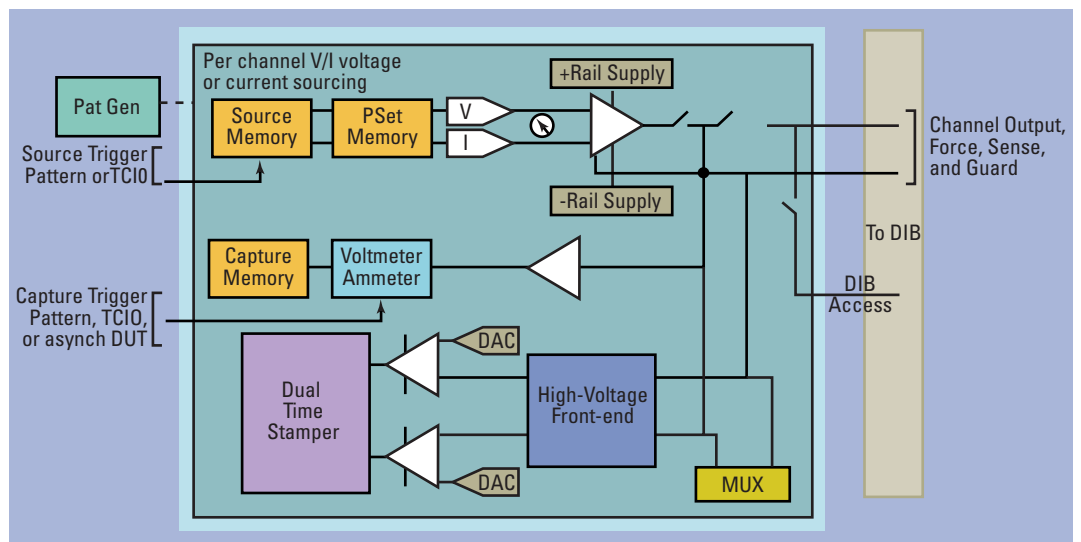 Per channel V/I voltage
or current sourcing
+Rail Supply
Pat Gen
Source
Memory
PSet
Memory
V
I
Channel Output,
Force, Sense,
and Guard
Source Trigger
Pattern orTCI0
-Rail Supply
To DIB
Capture
Memory
Voltmeter
Ammeter
DIB
Access
Capture Trigger
Pattern, TCIO,
or asynch DUT
DAC
Dual
Time
Stamper
High-Voltage
Front-end
DAC
MUX